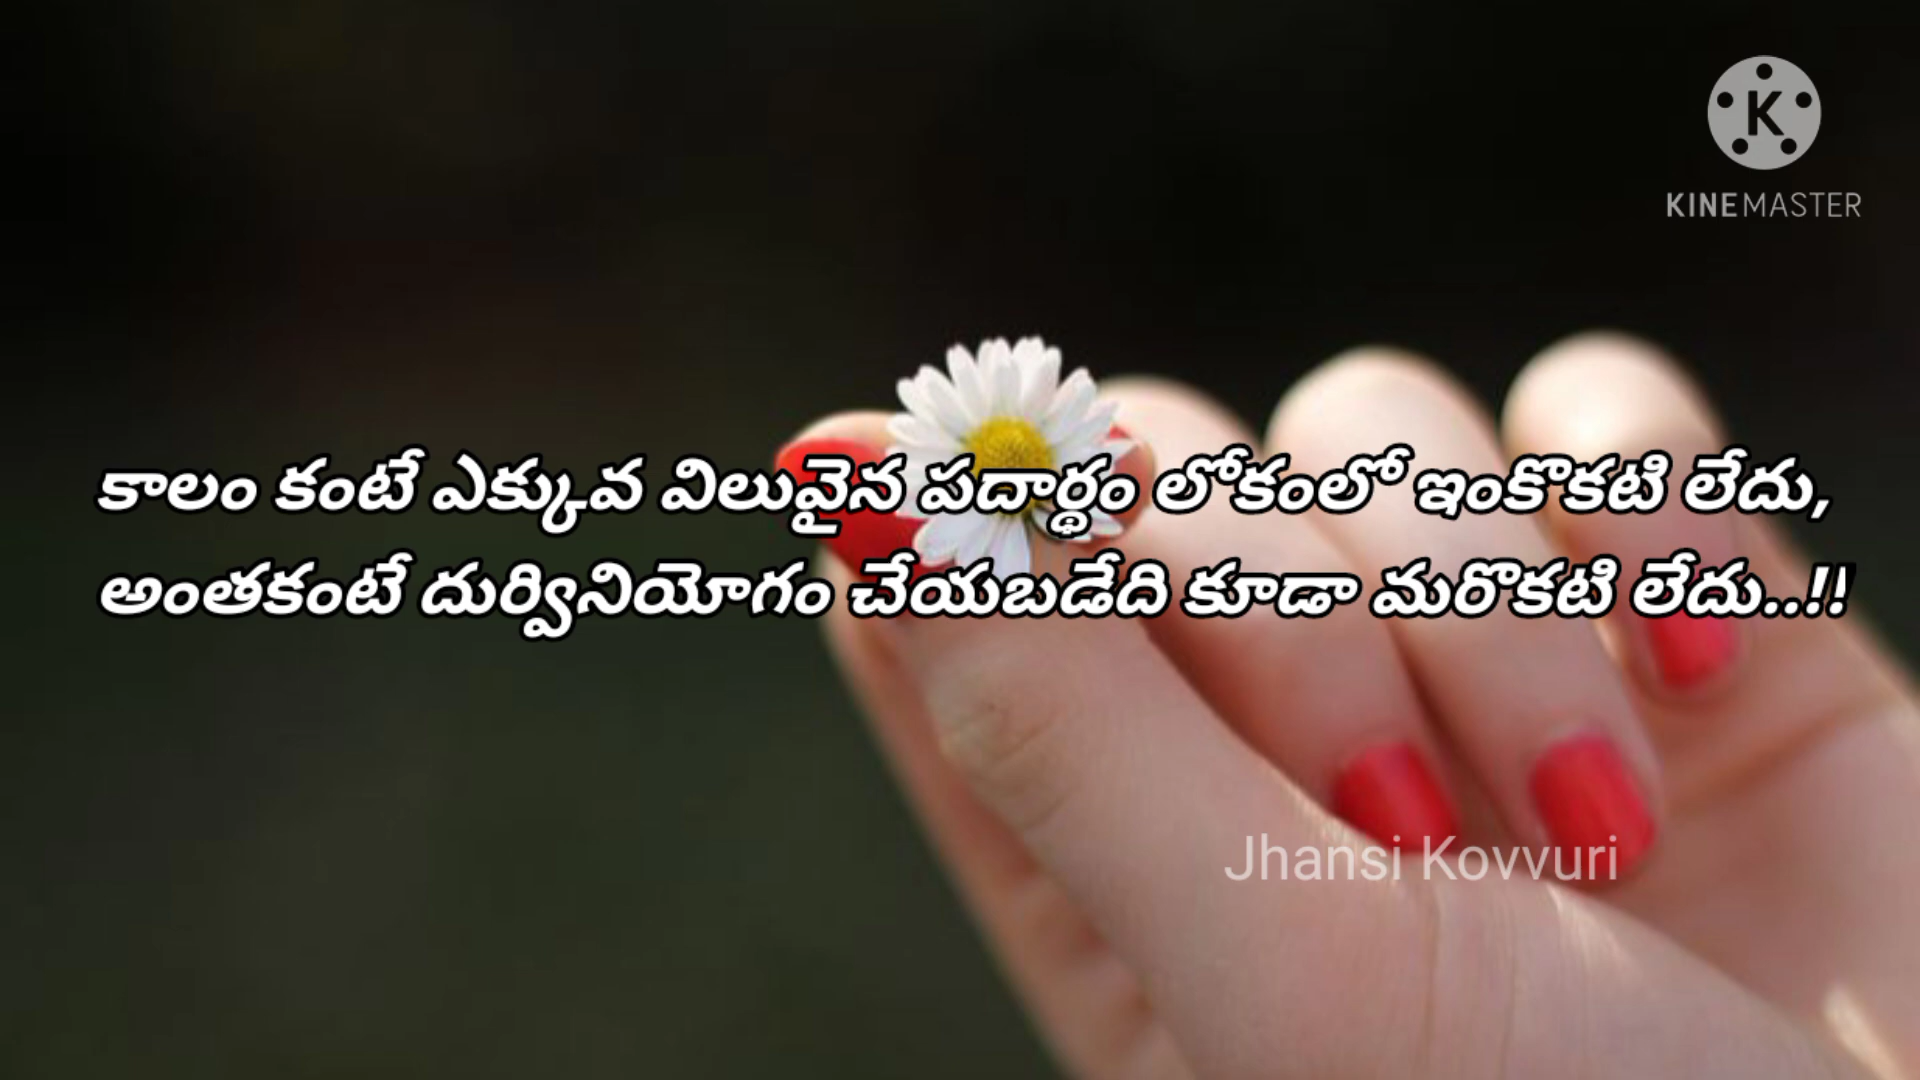 KINEMASTER
కాలం కంటే ఎక్కువ విలువైన పదార్థం లోకంలో ఇంకొకటి లేదు,
అంతకంటే దుర్వినియోగం చేయబడేది కూడా మరొకటి లేదు..!!
Jhansi Kovvuri